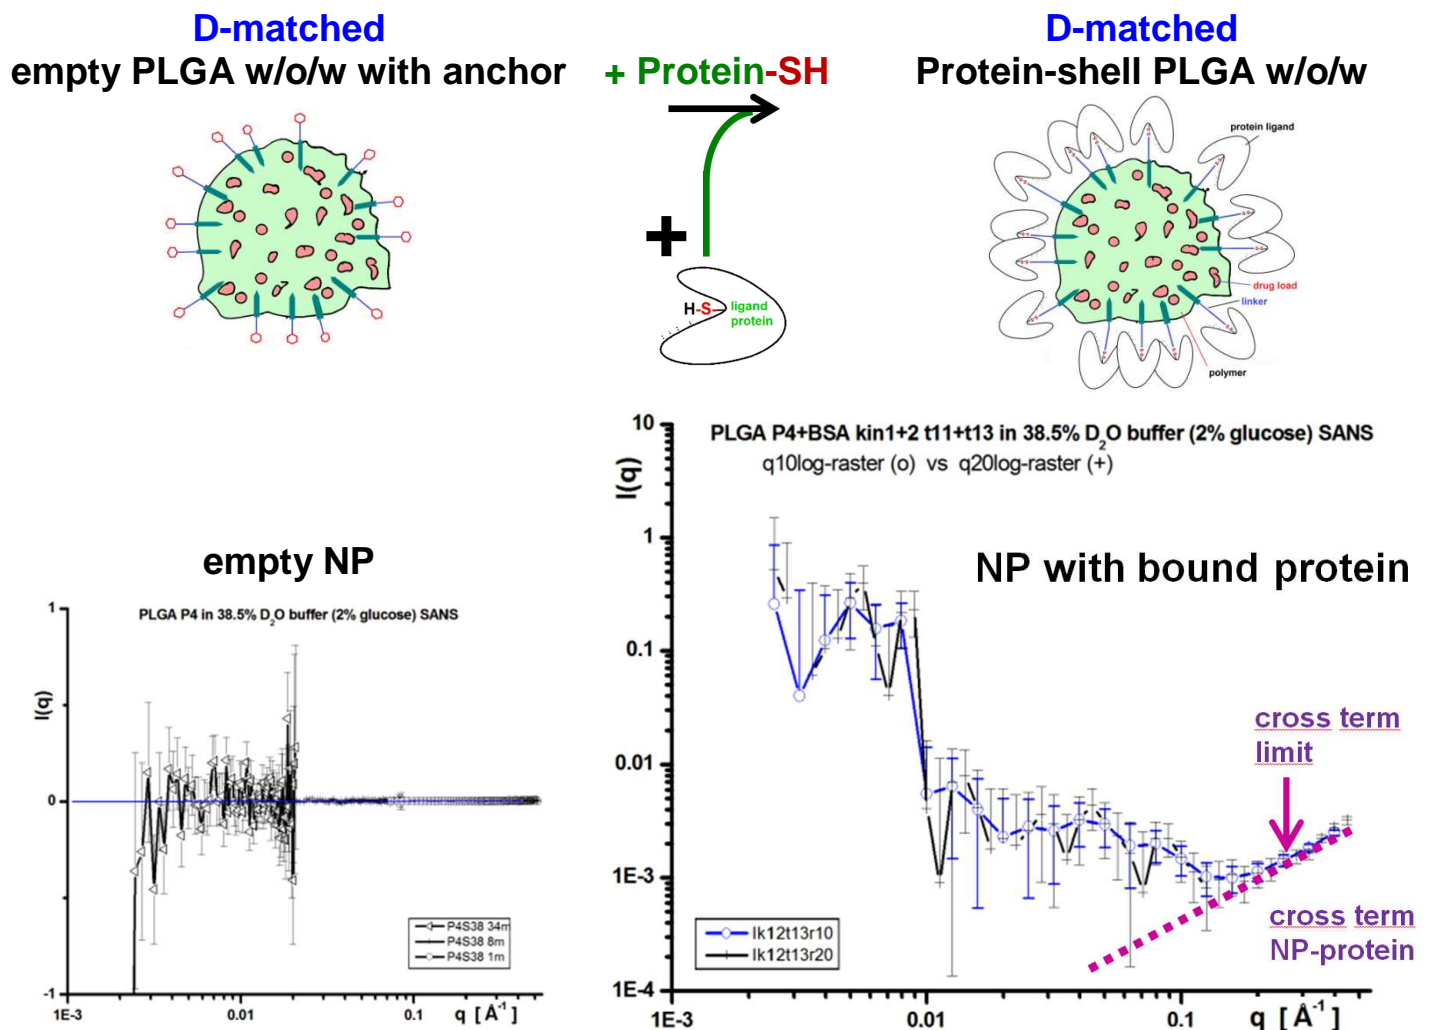 D-matched
empty PLGA w/o/w with anchor
+ Protein-SH
D-matched
Protein-shell PLGA w/o/w
protein ligand
drug load
linker
polymer
+
H-S-
ligand
protein
empty NP
PLGA P4 in 38.5% D2O buffer (2% glucose) SANS
I(q)
1
0
-1
P4S38 34m
P4S38 8m
P4S38 1m
1E-3
0.01
0.1
q [ Å-1 ]
PLGA P4+BSA kin1+2 t11+t13 in 38.5% D2O buffer (2% glucose) SANS
q10log-raster (o) vs q20log-raster (+)
I(q)
NP with bound protein
10
1
0.1
0.01
1E-3
1E-4
cross term
limit
cross term
NP-protein
Ik12t13r10
Ik12t13r20
1E-3
0.01
0.1
q [ Å-1 ]